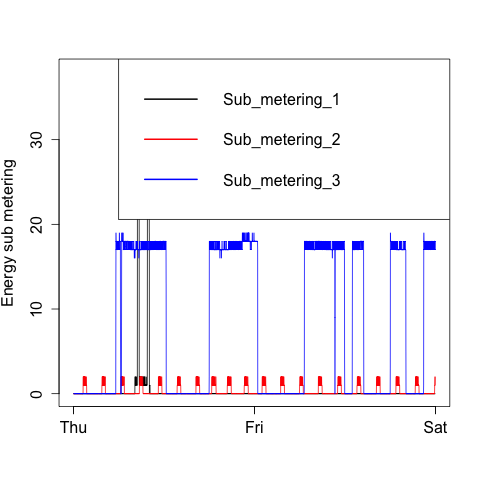 Sub_metering_1
Sub_metering_2
Sub_metering_3
Energy sub metering
30
20
10
0
Thu
Fri
Sat